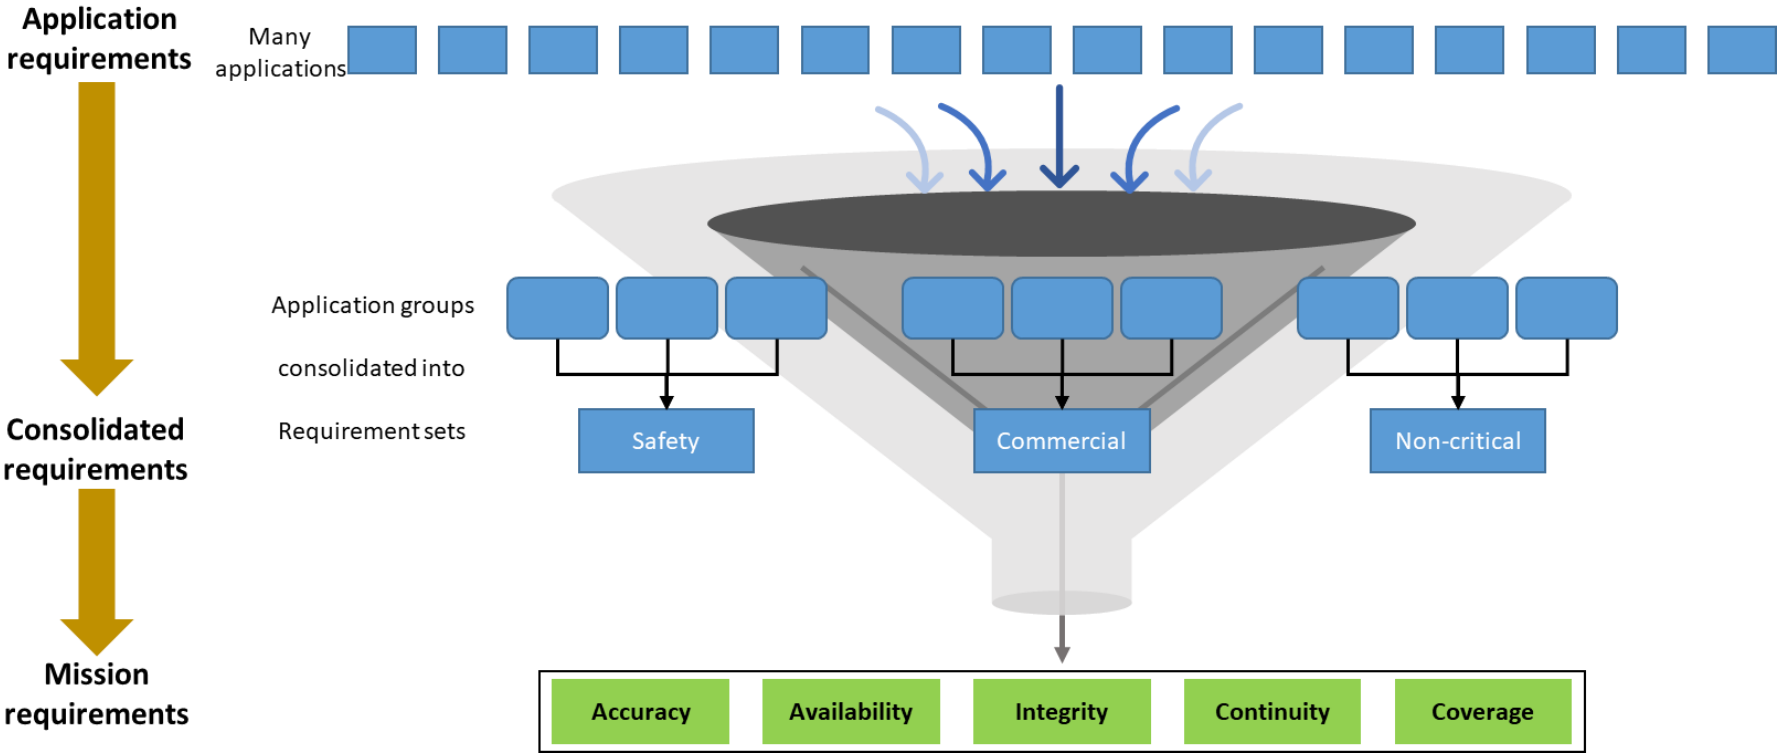 Application
requirements
Many
applications
Application groups
consolidated into
Requirement sets
Consolidated
requirements
Safety
Commercial
Non-critical
Mission
requirements
Accuracy
Availability
Integrity
Continuity
Coverage